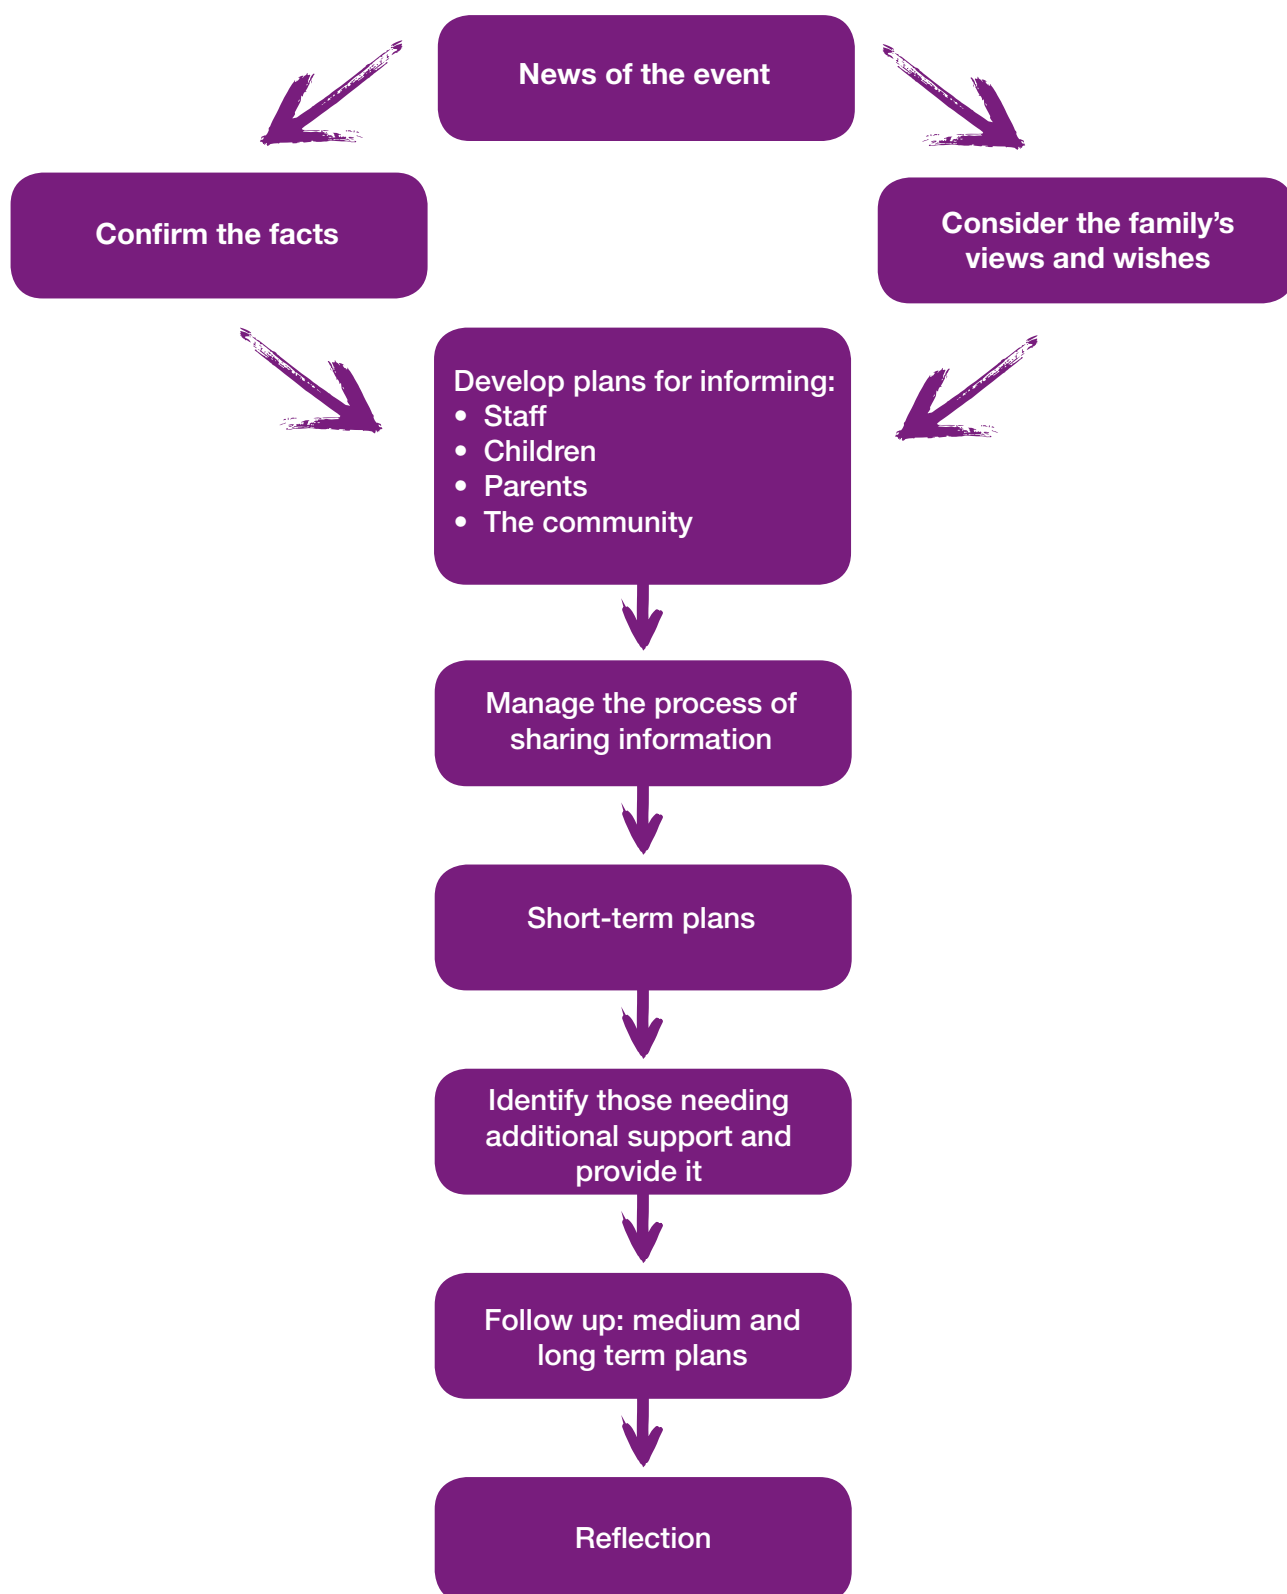 News of the event
Confirm the facts
Consider the family’s
views and wishes
Develop plans for informing:
• Staff
• Children
• Parents
• The community
Manage the process of
sharing information
Short-term plans
Identify those needing
additional support and
provide it
Follow up: medium and
long term plans
Reflection